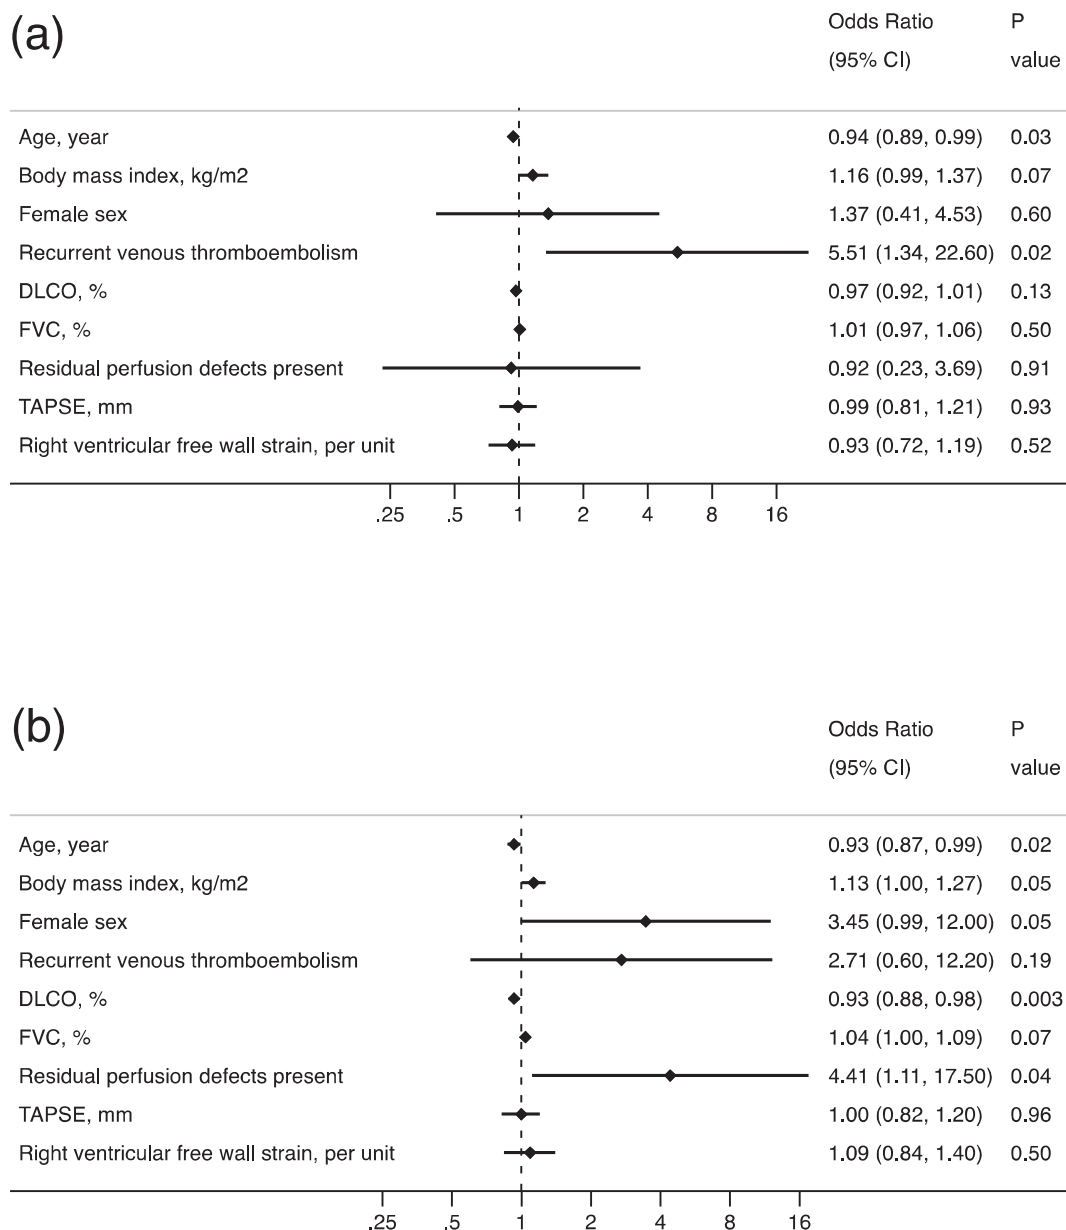 (a)
Odds Ratio P
(95% CI) value
Age, year 0.94 (0.89, 0.99) 0.03
Body mass index, kg/m2 1.16 (0.99, 1.37) 0.07
Female sex 1.37 (0.41, 4.53) 0.60
Recurrent venous thromboembolism 5.51 (1.34, 22.60) 0.02
DLCO, % 0.97 (0.92, 1.01) 0.13
FVC, % 1.01 (0.97, 1.06) 0.50
Residual perfusion defects present 0.92 (0.23, 3.69) 0.91
TAPSE, mm 0.99 (0.81, 1.21) 0.93
Right ventricular free wall strain, per unit 0.93 (0.72, 1.19) 0.52
.25 .5 1 2 4 8 16
(b)
Odds Ratio P
(95% CI) value
Age, year 0.93 (0.87, 0.99) 0.02
Body mass index, kg/m2 1.13 (1.00, 1.27) 0.05
Female sex 3.45 (0.99, 12.00) 0.05
Recurrent venous thromboembolism 2.71 (0.60, 12.20) 0.19
DLCO, % 0.93 (0.88, 0.98) 0.003
FVC, % 1.04 (1.00, 1.09) 0.07
Residual perfusion defects present 4.41 (1.11, 17.50) 0.04
TAPSE, mm 1.00 (0.82, 1.20) 0.96
Right ventricular free wall strain, per unit 1.09 (0.84, 1.40) 0.50
.25 .5 1 2 4 8 16